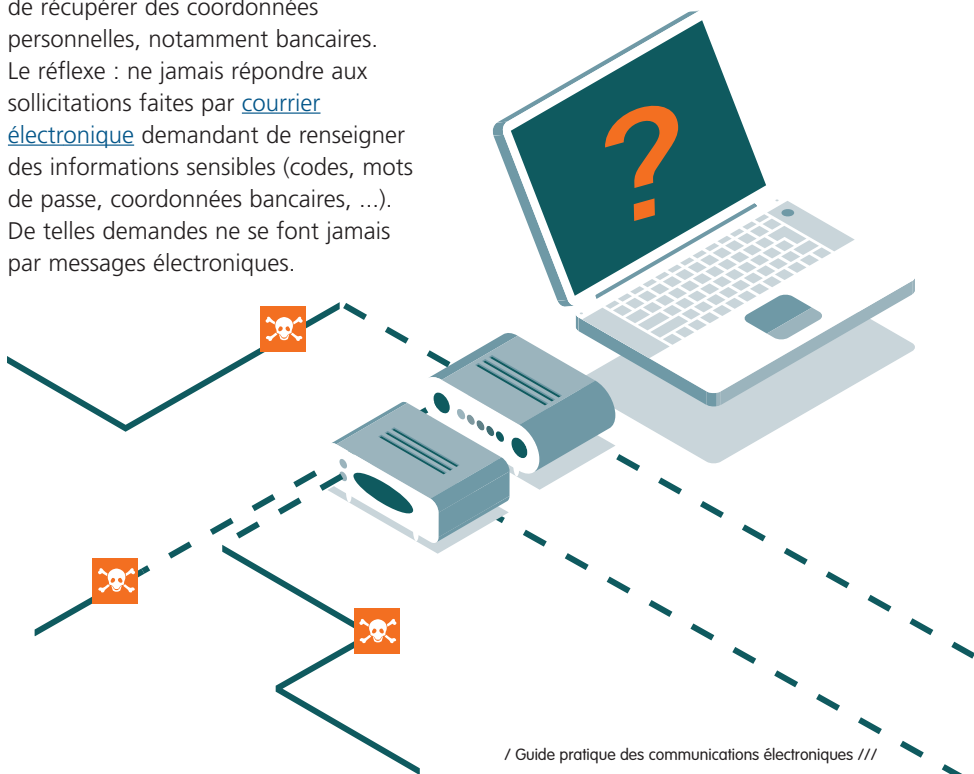 de récupérer des coordonnées
personnelles, notamment bancaires.
Le réflexe : ne jamais répondre aux
sollicitations faites par courrier
électronique demandant de renseigner
des informations sensibles (codes, mots
de passe, coordonnées bancaires, ...).
De telles demandes ne se font jamais
par messages électroniques.
?
/ Guide pratique des communications électroniques ///